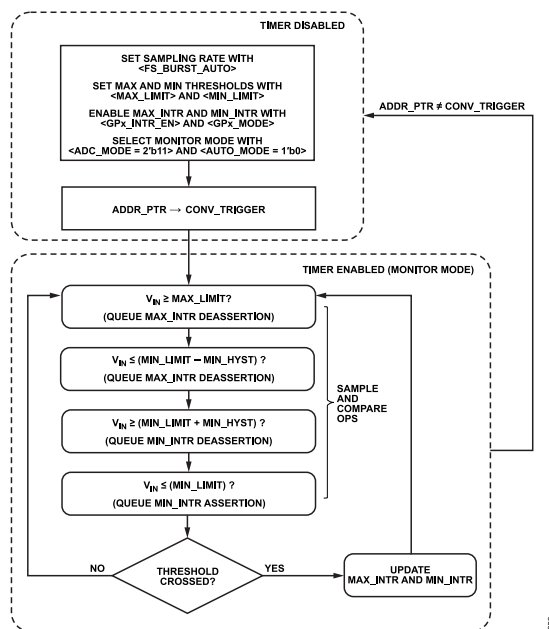 TIMER DISABLED
SET SAMPLING RATE WITH
<FS_BURST_AUTO>
SET MAX AND MIN THRESHOLDS WITH
<MAX_LIMIT> AND <MIN_LIMIT>
ENABLE MAX_INTR AND MIN_INTR WITH
<GPx_INTR_EN> AND <GPx_MODE>
SELECT MONITOR MODE WITH
<ADC_MODE = 2'b11> AND <AUTO_MODE = 1'b0>
ADDR_PTR → CONV_TRIGGER
ADDR_PTR ≠ CONV_TRIGGER
TIMER ENABLED (MONITOR MODE)
VIN ≥ MAX_LIMIT?
(QUEUE MAX_INTR DEASSERTION)
VIN ≤ (MIN_LIMIT – MIN_HYST) ?
(QUEUE MAX_INTR DEASSERTION)
VIN ≥ (MIN_LIMIT + MIN_HYST) ?
(QUEUE MIN_INTR DEASSERTION)
VIN ≤ (MIN_LIMIT) ?
(QUEUE MIN_INTR ASSERTION)
SAMPLE
AND
COMPARE
OPS
THRESHOLD
CROSSED?
NO
YES
UPDATE
MAX_INTR AND MIN_INTR